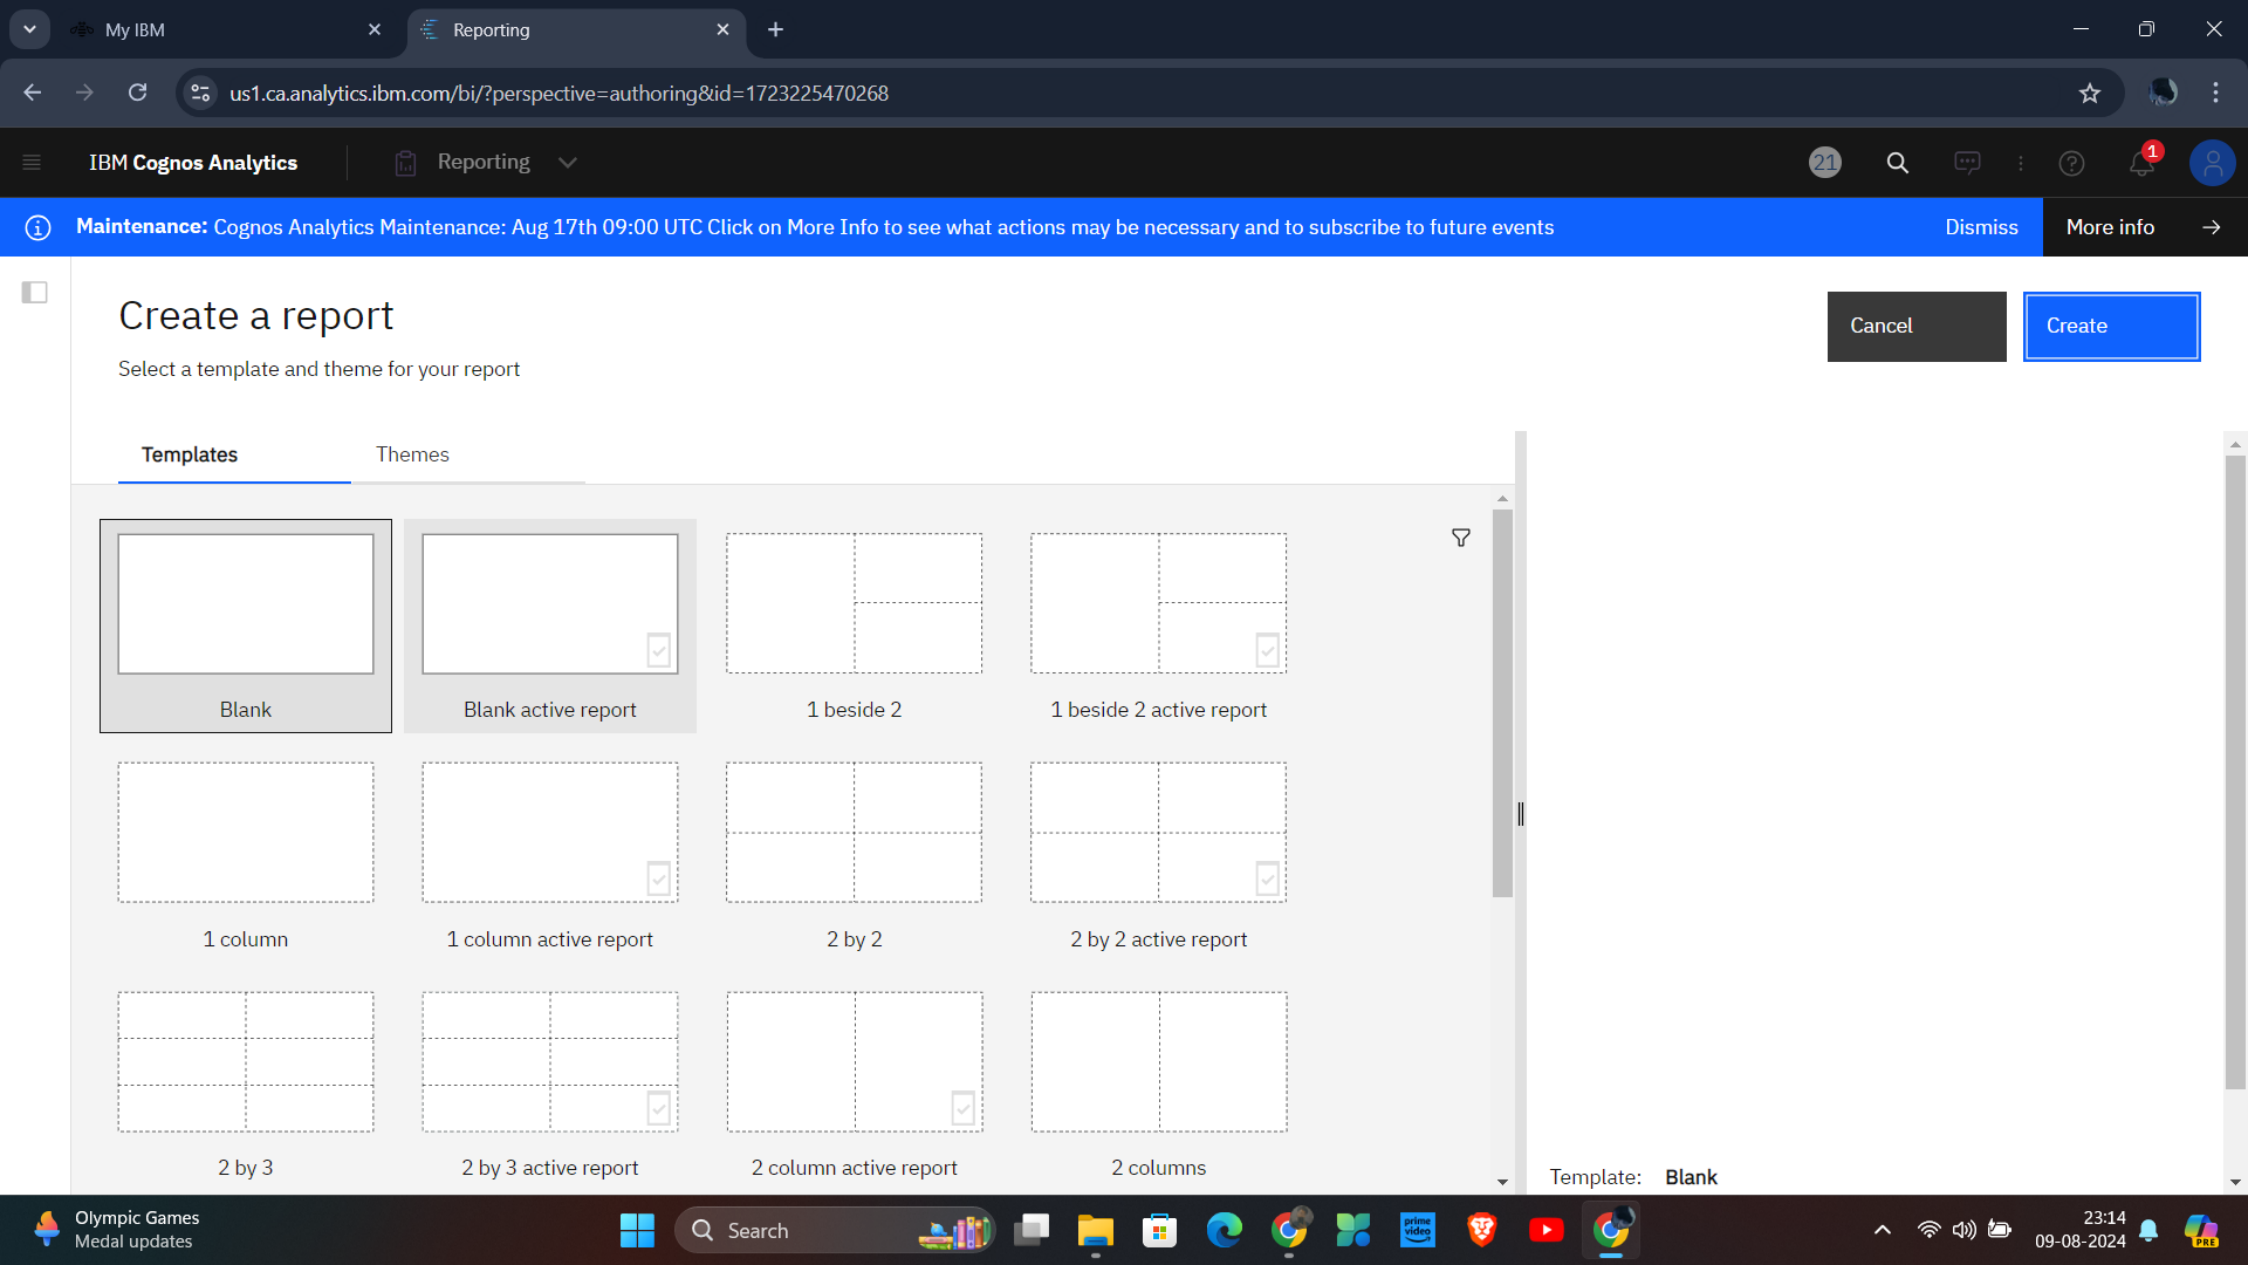 My IBM
Reporting
us1.ca.analytics.ibm.com/bi/?perspective=authoring&id=1723225470268
IBM Cognos Analytics
Reporting
21
1
Maintenance: Cognos Analytics Maintenance: Aug 17th 09:00 UTC Click on More Info to see what actions may be necessary and to subscribe to future events
Dismiss
More info
Create a report
Select a template and theme for your report
Cancel
Create
Templates
Themes
Blank
Blank active report
1 beside 2
1 beside 2 active report
1 column
1 column active report
2 by 2
2 by 2 active report
2 by 3
2 by 3 active report
2 column active report
2 columns
Template: Blank
Olympic Games
Medal updates
Search
prime video
23:14
09-08-2024
PRE